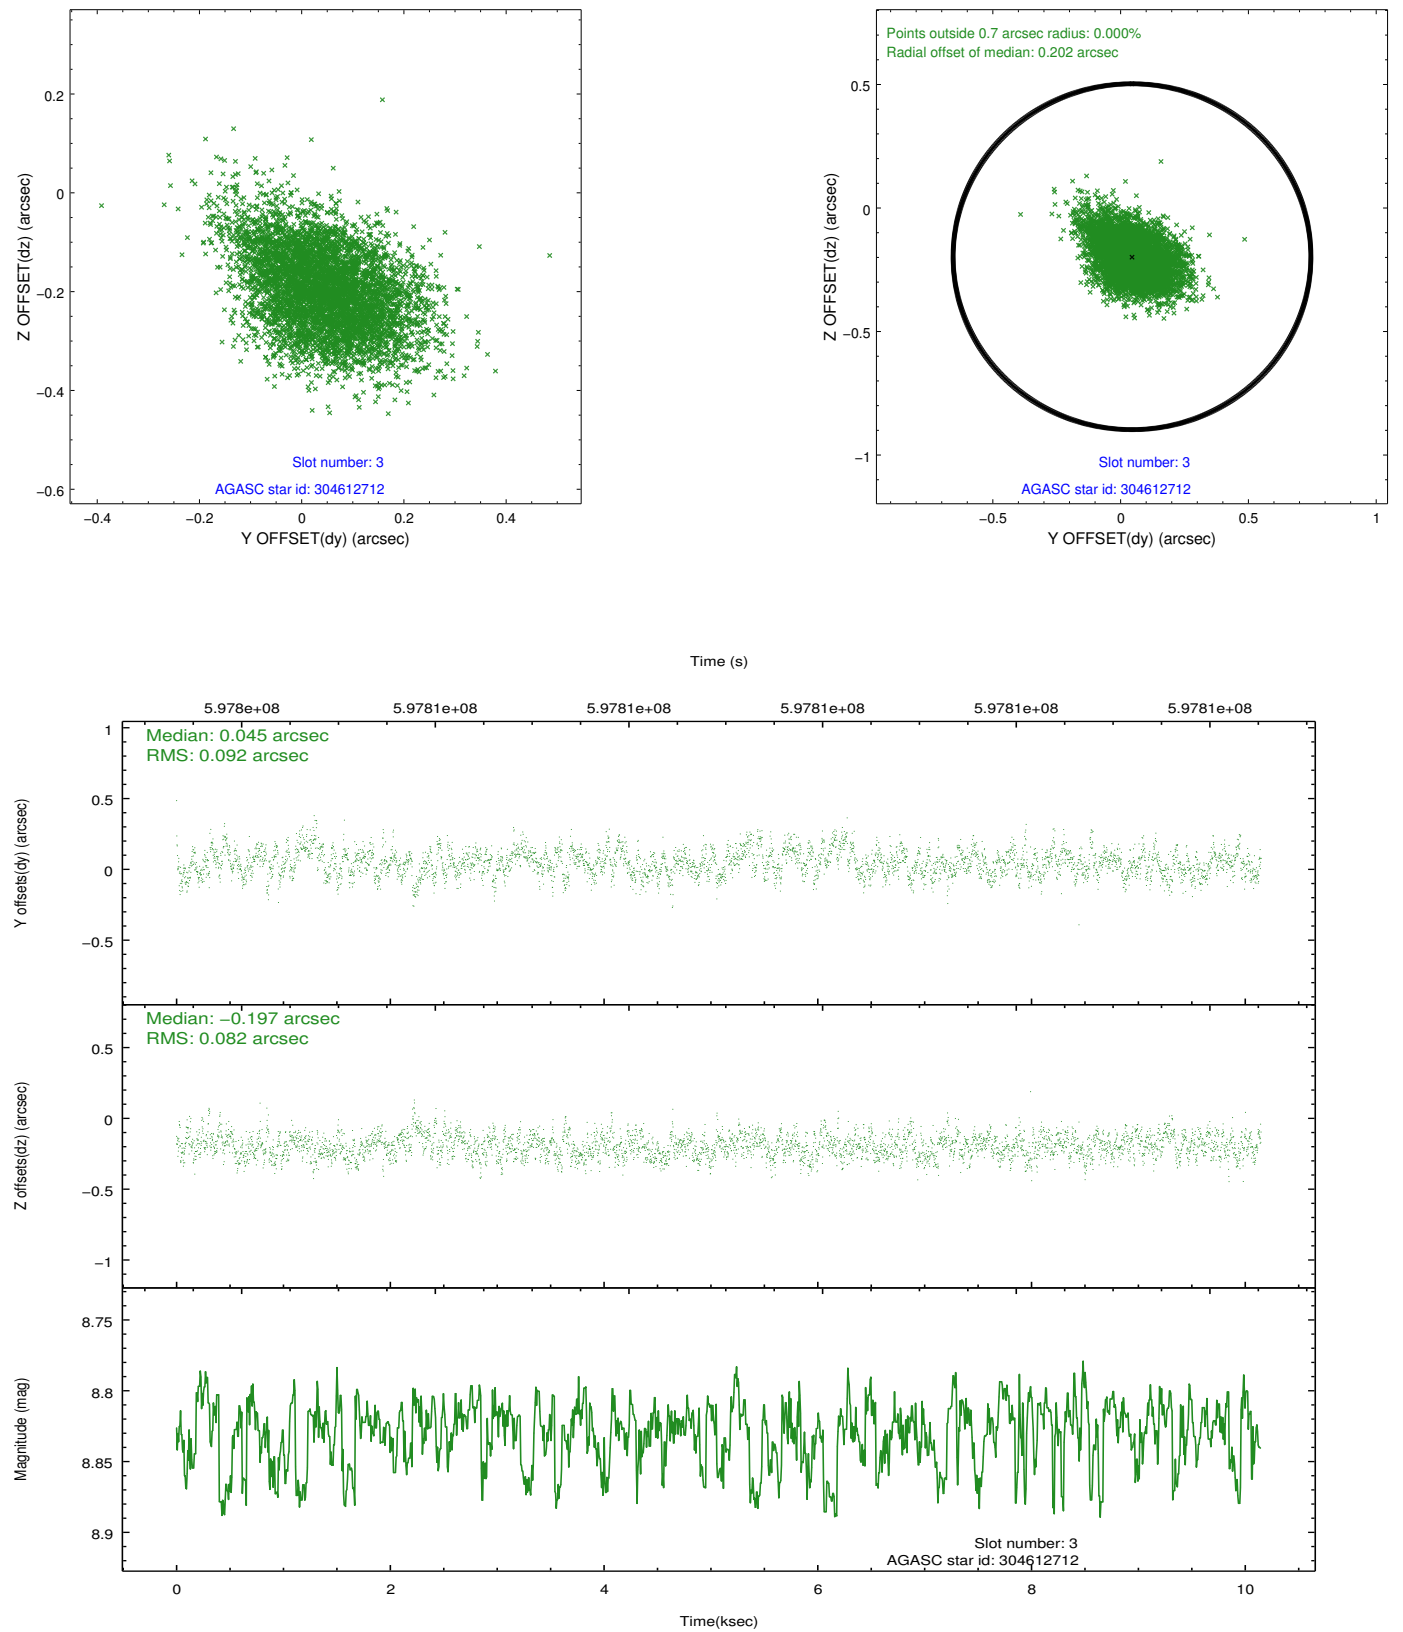 0.2
0
−0.2
−0.4
−0.6
Z OFFSET(dz) (arcsec)
Slot number: 3
AGASC star id: 304612712
−0.4 −0.2 0 0.2 0.4
Y OFFSET(dy) (arcsec)
Points outside 0.7 arcsec radius: 0.000%
Radial offset of median: 0.202 arcsec
0.5
0
−0.5
−1
Z OFFSET(dz) (arcsec)
Slot number: 3
AGASC star id: 304612712
−0.5 0 0.5 1
Y OFFSET(dy) (arcsec)
Time (s)
5.978e+08 5.9781e+08 5.9781e+08 5.9781e+08 5.9781e+08 5.9781e+08
Median: 0.045 arcsec
RMS: 0.092 arcsec
1
0.5
0
−0.5
Y offsets(dy) (arcsec)
Median: −0.197 arcsec
RMS: 0.082 arcsec
0.5
0
−0.5
−1
Z offsets(dz) (arcsec)
8.75
8.8
8.85
8.9
Magnitude (mag)
Slot number: 3
AGASC star id: 304612712
0 2 4 6 8 10
Time(ksec)